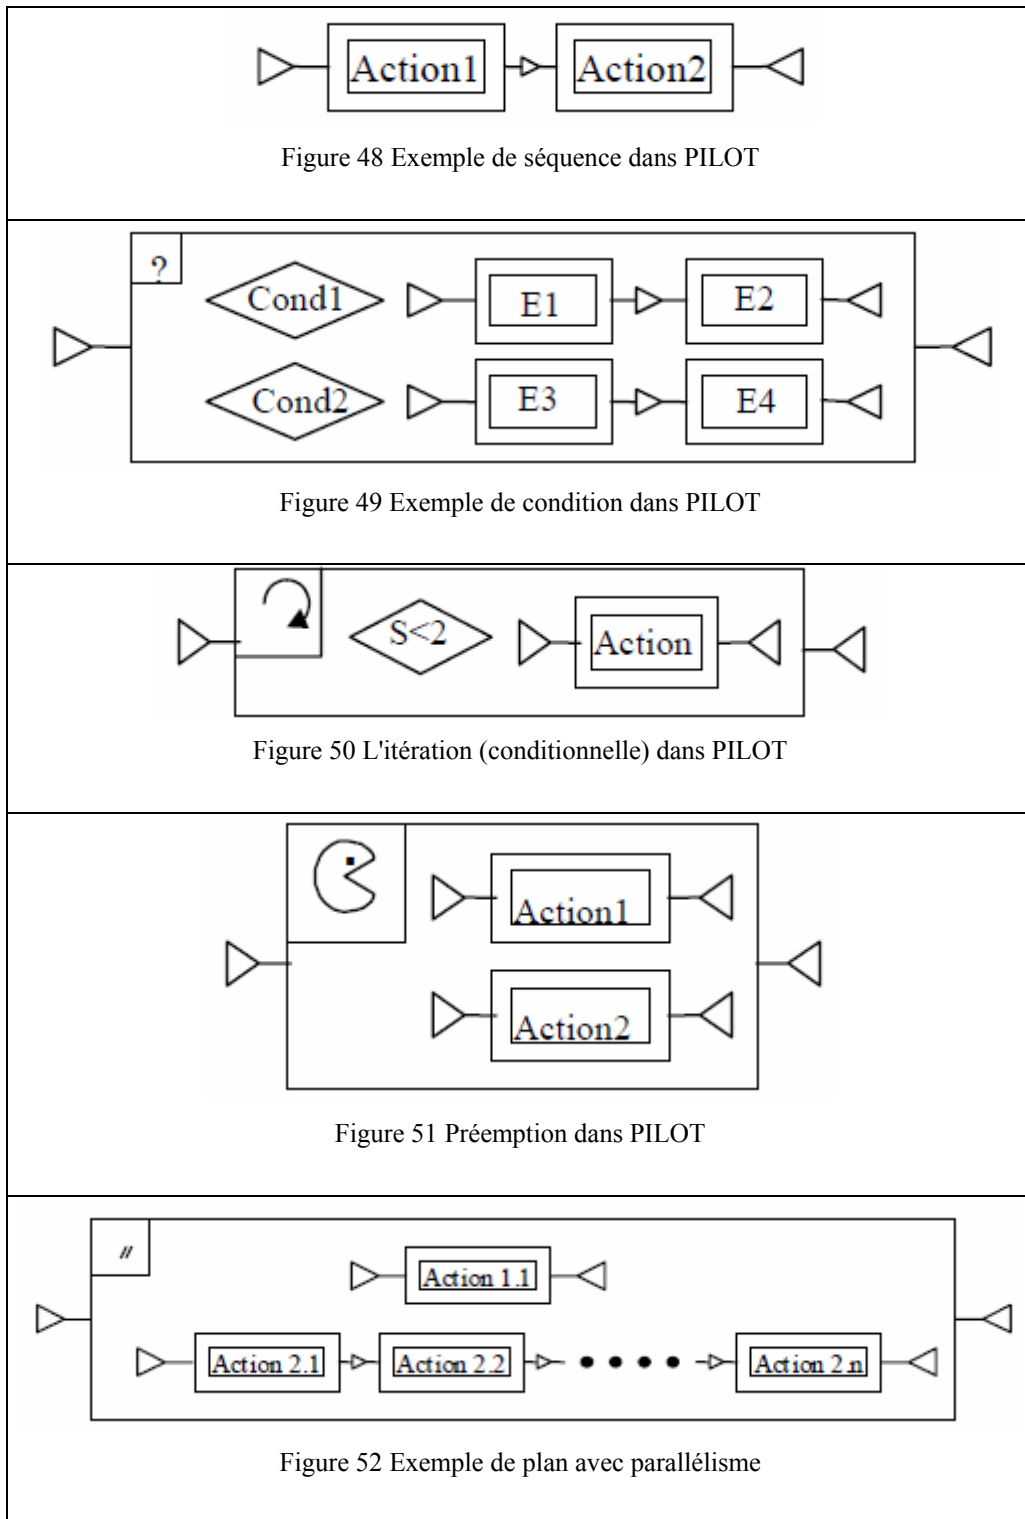 Action1 Action2
Figure 48 Exemple de séquence dans PILOT
?
Cond1 E1 E2
Cond2 E3 E4
Figure 49 Exemple de condition dans PILOT
S<2 Action
Figure 50 L'itération (conditionnelle) dans PILOT
Action1
Action2
Figure 51 Préemption dans PILOT
//
Action 1.1
Action 2.1 Action 2.2 • • • • Action 2.n
Figure 52 Exemple de plan avec parallélisme